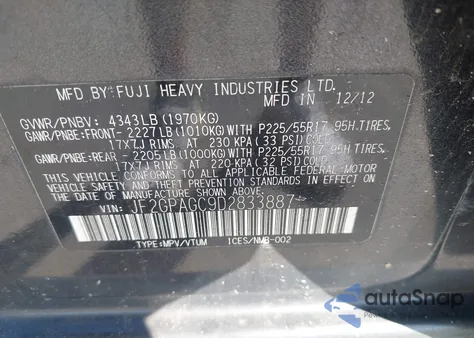 MFD BY FUJI HEAVY INDUSTRIES LTD.
12/12
GVWR/PNBV: 4343LB (1970KG)
GAWR/PNBE: FRONT- 2227LB (1010KG) WITH P225/55R17 95H TIRES,
17X7J RIMS AT 230 KPA (33 PSI) COLD
GAWR/PNBE: REAR - 2205LB (1000KG) WITH P225/55R17 95H TIRES,
17X7J RIMS AT 220 KPA (32 PSI) COLD
THIS VEHICLE CONFORMS TO ALL APPLICABLE FEDERAL MOTOR
VEHICLE SAFETY, BUMPER, AND THEFT PREVENTION STANDARDS
IN EFFECT ON THE DATE OF MANUFACTURE SHOWN ABOVE.
VIN: JF2GPAGC9D2833887
TYPE:MPV/VTUM ICES/NMB-002
autoSnap